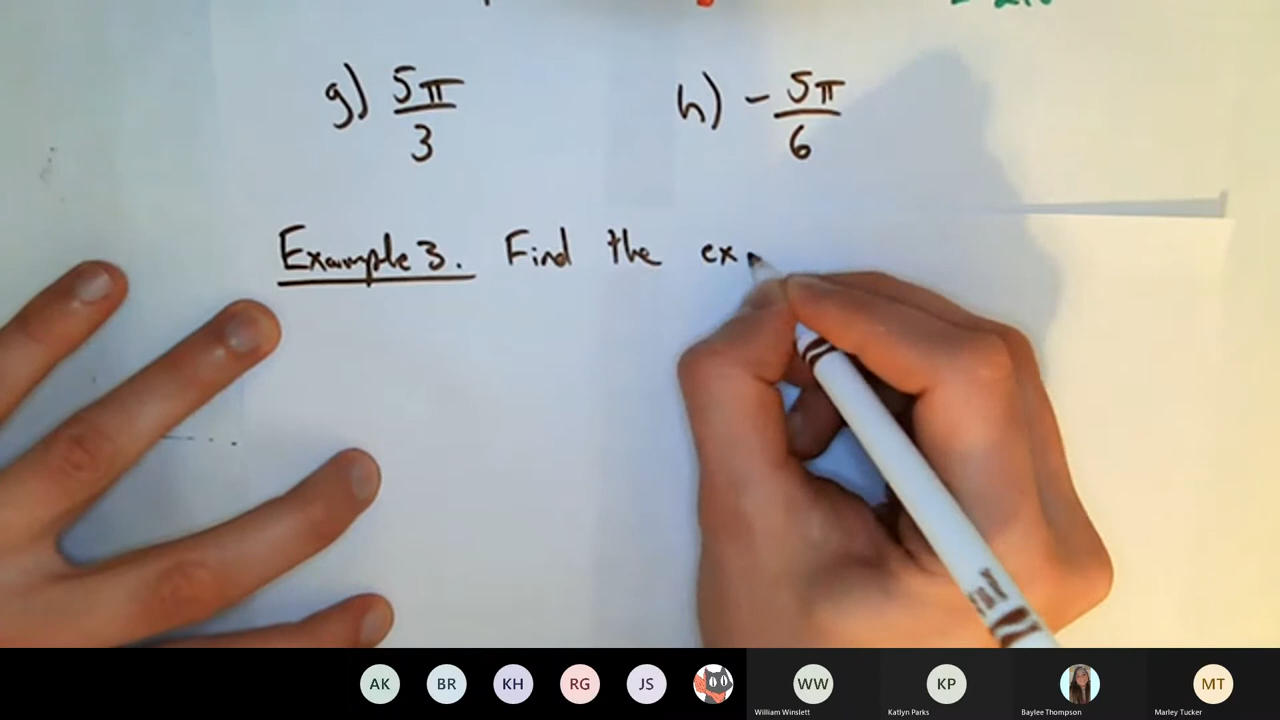 g) 5π/3 h) - 5π/6
Example 3. Find the ex
AK BR KH RG JS WW KP MT
William Winslett Katlyn Parks Baylee Thompson Marley Tucker